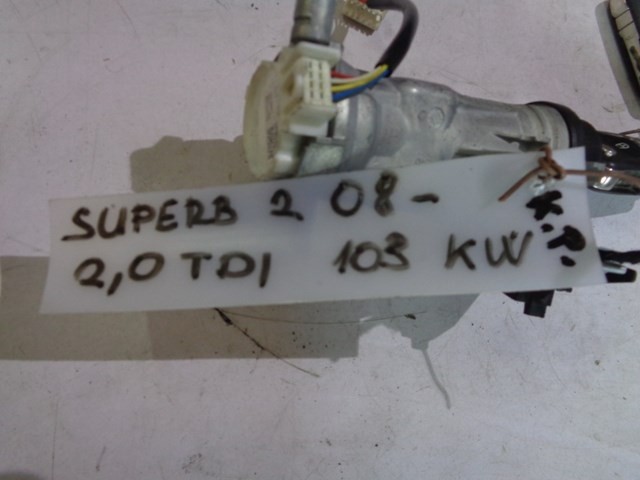 SUPERB 2 08-
2,0 TDI 103 KW
K.P.